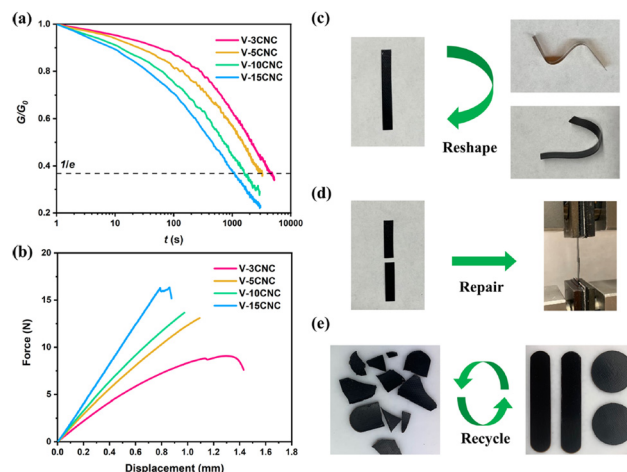 (a)
1.0
0.8
0.6
0.4
0.2
G/G0
1/e
V-3CNC
V-5CNC
V-10CNC
V-15CNC
1
10
100
1000
10000
t (s)
(b)
25
20
15
10
5
0
Force (N)
V-3CNC
V-5CNC
V-10CNC
V-15CNC
0.0
0.2
0.4
0.6
0.8
1.0
1.2
1.4
1.6
1.8
Displacement (mm)
(c)
Reshape
(d)
Repair
(e)
Recycle